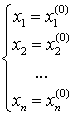 x₁ = x₁⁽⁰⁾
x₂ = x₂⁽⁰⁾
...
xₙ = xₙ⁽⁰⁾